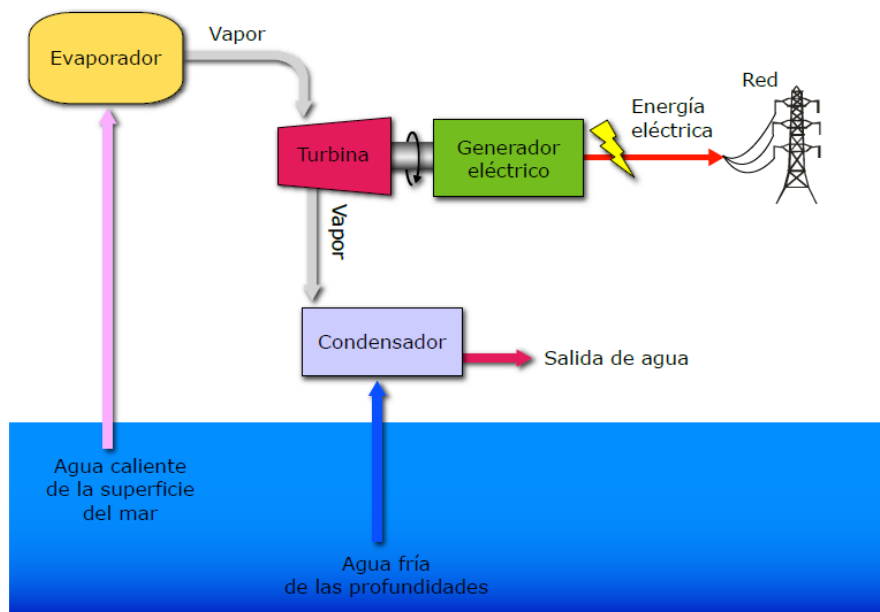 Vapor
Evaporador
Red
Energía
eléctrica
Turbina
Generador
eléctrico
Vapor
Condensador
Salida de agua
Agua caliente
de la superficie
del mar
Agua fría
de las profundidades